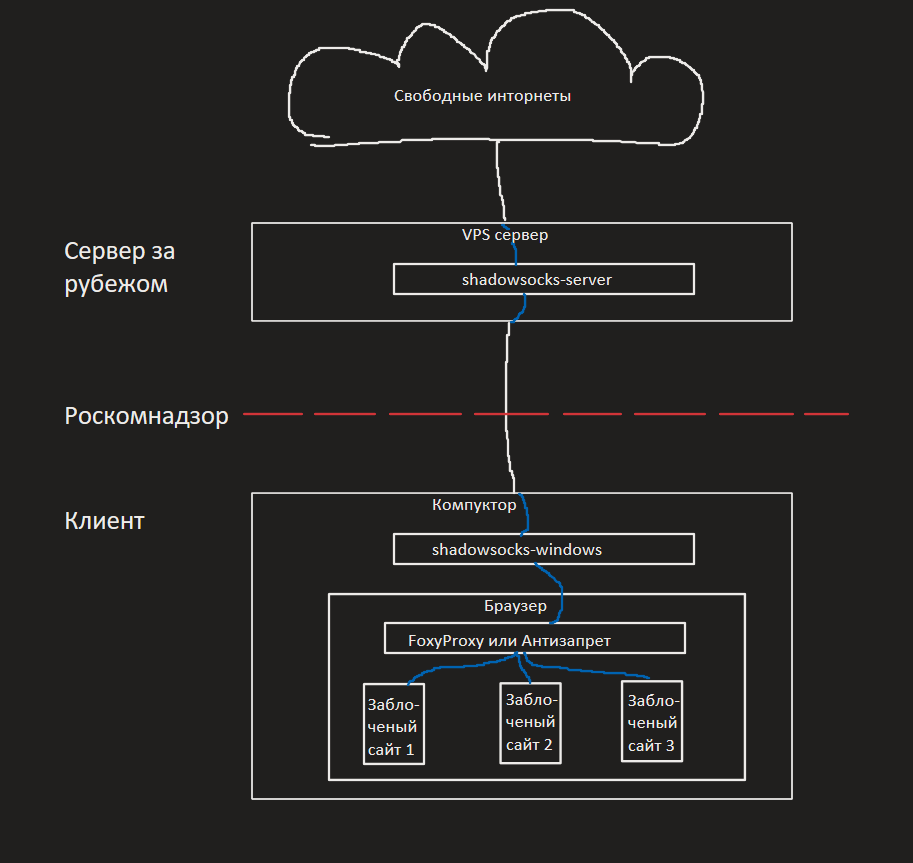 Свободные инторнеты
VPS сервер
Сервер за
рубежом
shadowsocks-server
Роскомнадзор
Компуктор
Клиент
shadowsocks-windows
Браузер
FoxyProxy или Антизапрет
Забло-
ченый
сайт 1
Забло-
ченый
сайт 2
Забло-
ченый
сайт 3